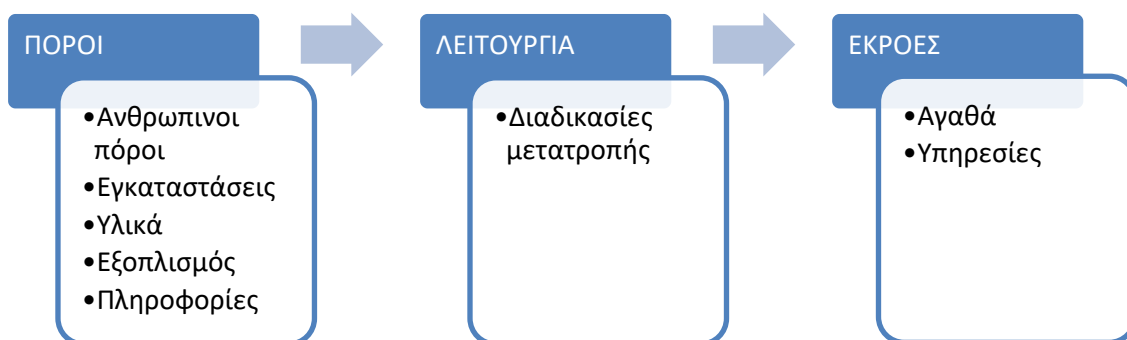 ΠΟΡΟΙ
•Ανθρωπινοι
πόροι
•Εγκαταστάσεις
•Υλικά
•Εξοπλισμός
•Πληροφορίες
ΛΕΙΤΟΥΡΓΙΑ
•Διαδικασίες
μετατροπής
ΕΚΡΟΕΣ
•Αγαθά
•Υπηρεσίες